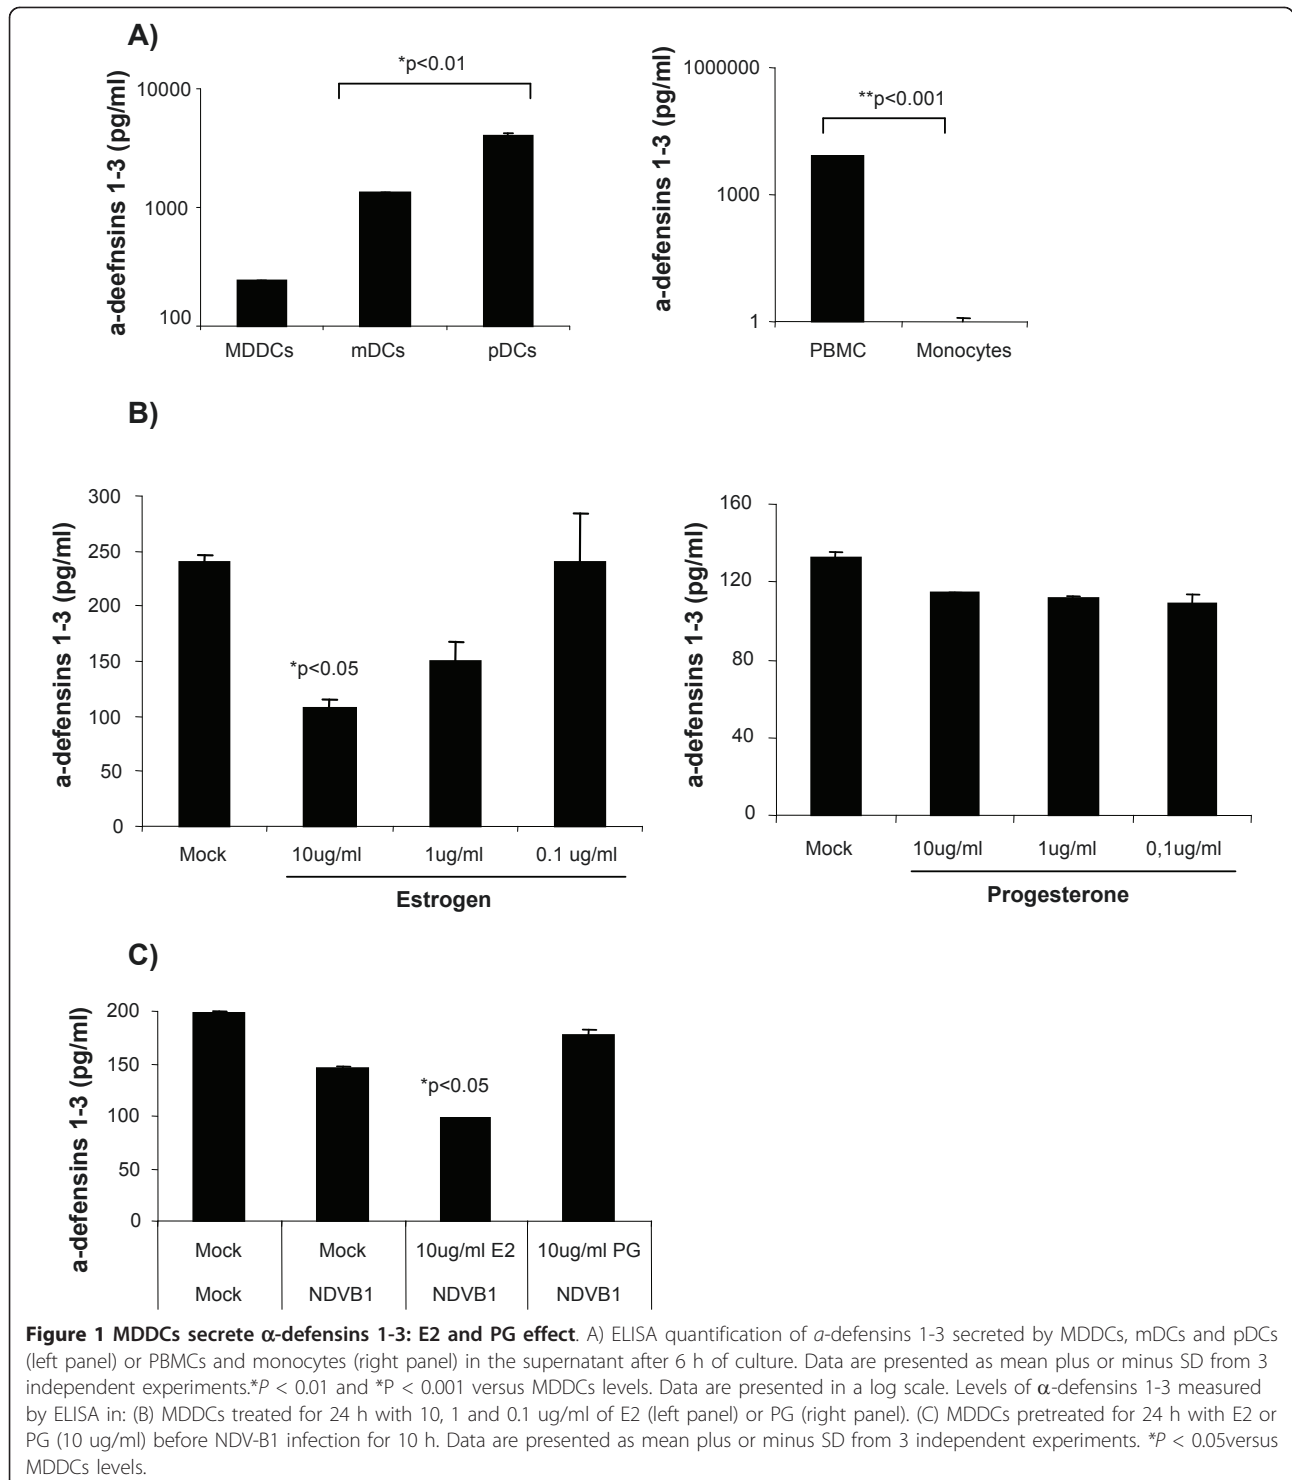 A)
a-deefnsins 1-3 (pg/ml)
10000
1000
100
*p<0.01
MDDCs mDCs pDCs
a-defensins 1-3 (pg/ml)
1000000
1000
1
**p<0.001
PBMC Monocytes
B)
a-defensins 1-3 (pg/ml)
300
250
200
150
100
50
0
*p<0.05
Mock 10ug/ml 1ug/ml 0.1 ug/ml
Estrogen
a-defensins 1-3 (pg/ml)
160
120
80
40
0
Mock 10ug/ml 1ug/ml 0,1ug/ml
Progesterone
C)
a-defensins 1-3 (pg/ml)
200
150
100
50
0
*p<0.05
Mock Mock 10ug/ml E2 10ug/ml PG
Mock NDVB1 NDVB1 NDVB1
Figure 1 MDDCs secrete α-defensins 1-3: E2 and PG effect. A) ELISA quantification of a-defensins 1-3 secreted by MDDCs, mDCs and pDCs
(left panel) or PBMCs and monocytes (right panel) in the supernatant after 6 h of culture. Data are presented as mean plus or minus SD from 3
independent experiments.*P < 0.01 and *P < 0.001 versus MDDCs levels. Data are presented in a log scale. Levels of α-defensins 1-3 measured
by ELISA in: (B) MDDCs treated for 24 h with 10, 1 and 0.1 ug/ml of E2 (left panel) or PG (right panel). (C) MDDCs pretreated for 24 h with E2 or
PG (10 ug/ml) before NDV-B1 infection for 10 h. Data are presented as mean plus or minus SD from 3 independent experiments. *P < 0.05versus
MDDCs levels.